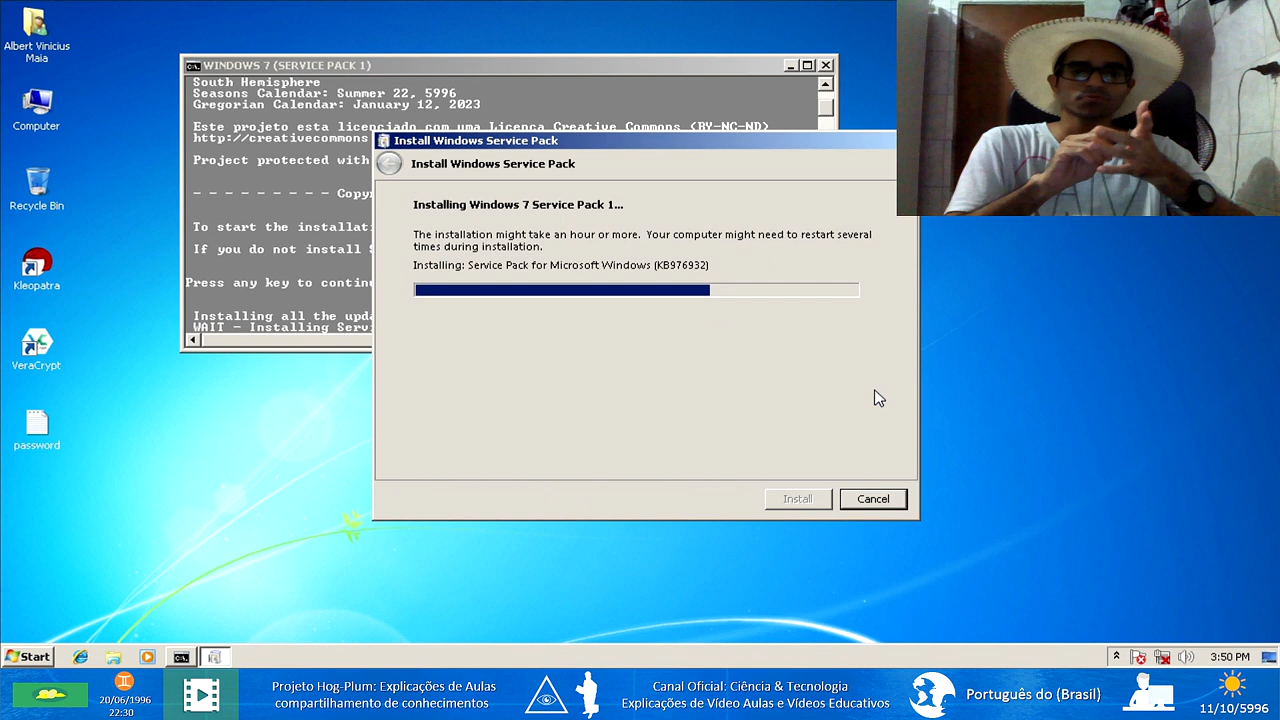 Albert Vinicius
Maia
Computer
Recycle Bin
Kleopatra
VeraCrypt
password
WINDOWS 7 (SERVICE PACK 1)
South Hemisphere
Seasons Calendar: Summer 22, 5996
Gregorian Calendar: January 12, 2023
Este projeto esta licenciado com uma Licenca Creative Commons (BY-NC-ND)
http://creativecommons
Project protected with
- - - - - - - - - Copy
To start the installati
If you do not install
Press any key to continu
Installing all the upda
WAIT - Installing Serv
Install Windows Service Pack
Install Windows Service Pack
Installing Windows 7 Service Pack 1...
The installation might take an hour or more. Your computer might need to restart several
times during installation.
Installing: Service Pack for Microsoft Windows (KB976932)
Install
Cancel
Start
3:50 PM
20/06/1996
22:30
Projeto Hog-Plum: Explicações de Aulas
compartilhamento de conhecimentos
Canal Oficial: Ciência & Tecnologia
Explicações de Vídeo Aulas e Vídeos Educativos
Português do (Brasil)
11/10/5996